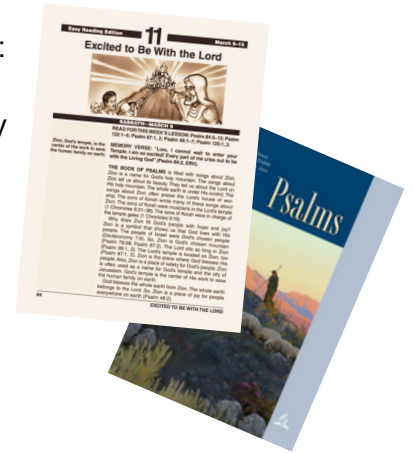 :
y
Easy Reading Edition
11
March 9–15
Excited to Be With the Lord
SABBATH—MARCH 9
READ FOR THIS WEEK'S LESSON: Psalm 84:5–12; Psalm
122:1–5; Psalm 87:1, 2; Psalm 46:1–7; Psalm 125:1, 2.
Zion, God's temple, is the
center of His work to save
the human family on earth.
MEMORY VERSE: "Lord, I cannot wait to enter your
Temple. I am so excited! Every part of me cries out to be
with the Living God" (Psalm 84:2, ERV).
THE BOOK OF PSALMS is filled with songs about Zion.
Zion is a name for God's holy mountain. The songs about
Zion tell us about its beauty. They tell us about the Lord on
His holy mountain. The whole earth is under His control. The
songs about Zion often praise the Lord's house of wor-
ship. The sons of Korah wrote many of these songs about
Zion. The sons of Korah were musicians in the Lord's temple
(1 Chronicles 6:31–38). The sons of Korah were in charge of
the temple gates (1 Chronicles 9:19).
Why does Zion fill God's people with hope and joy?
Zion is a symbol that shows us that God lives with His
people. The people of Israel were God's chosen people
(Deuteronomy 7:6). So, Zion is God's chosen mountain
(Psalm 78:68; Psalm 87:2). The Lord sits as king in Zion
(Psalm 99:1, 2). The Lord's temple is located on Zion, too
(Psalm 87:1, 2). Zion is the place where God blesses His
people. Also, Zion is a place of safety for God's people. Zion
is often used as a name for God's temple and the city of
Jerusalem. God's temple is the center of His work to save
the human family on earth.
God blesses the whole earth from Zion. The whole earth
belongs to the Lord. So, Zion is a place of joy for people
everywhere on earth (Psalm 48:2).
EXCITED TO BE WITH THE LORD
Psalms